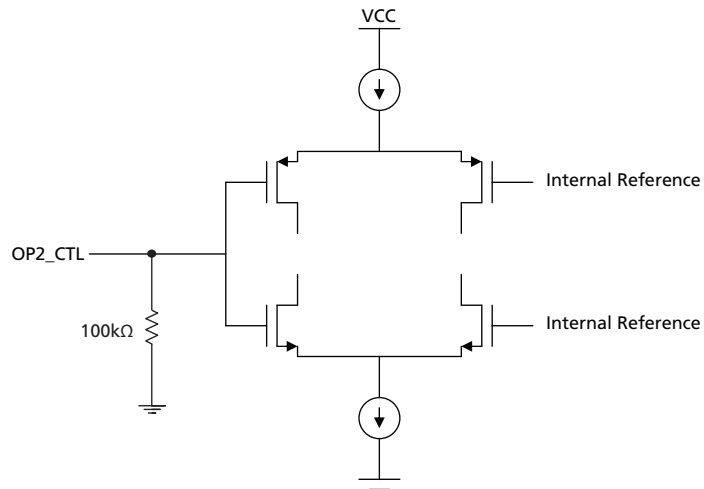 VCC
Internal Reference
OP2_CTL
100kΩ
Internal Reference